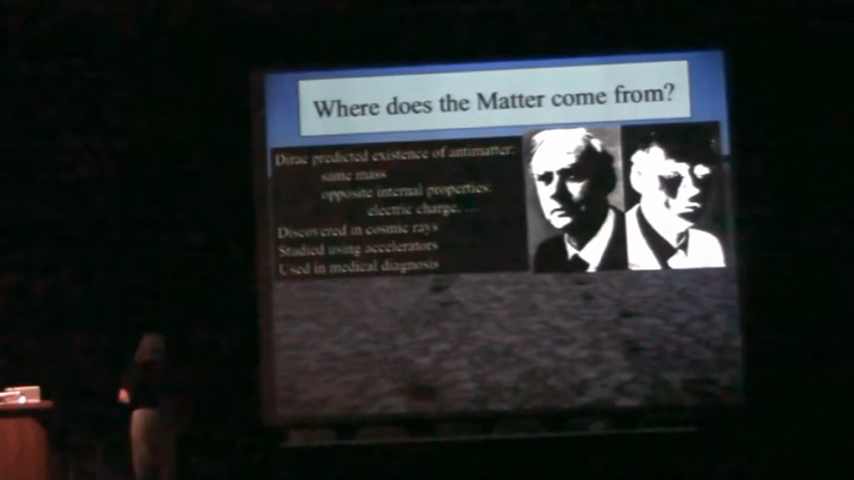 Where does the Matter come from?
Dirac predicted existence of antimatter:
same mass
opposite internal properties:
electric charge, …
Discovered in cosmic rays
Studied using accelerators
Used in medical diagnosis